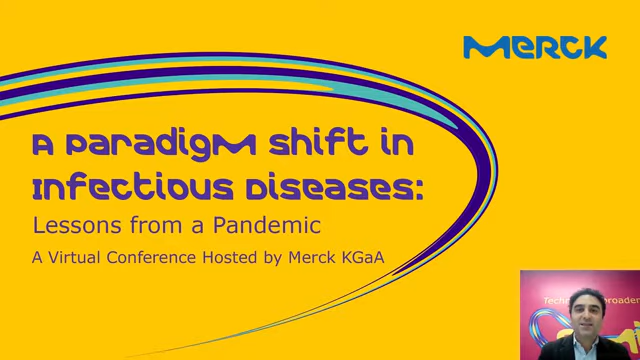 MERCK
A Paradigm Shift in
Infectious Diseases:
Lessons from a Pandemic
A Virtual Conference Hosted by Merck KGaA